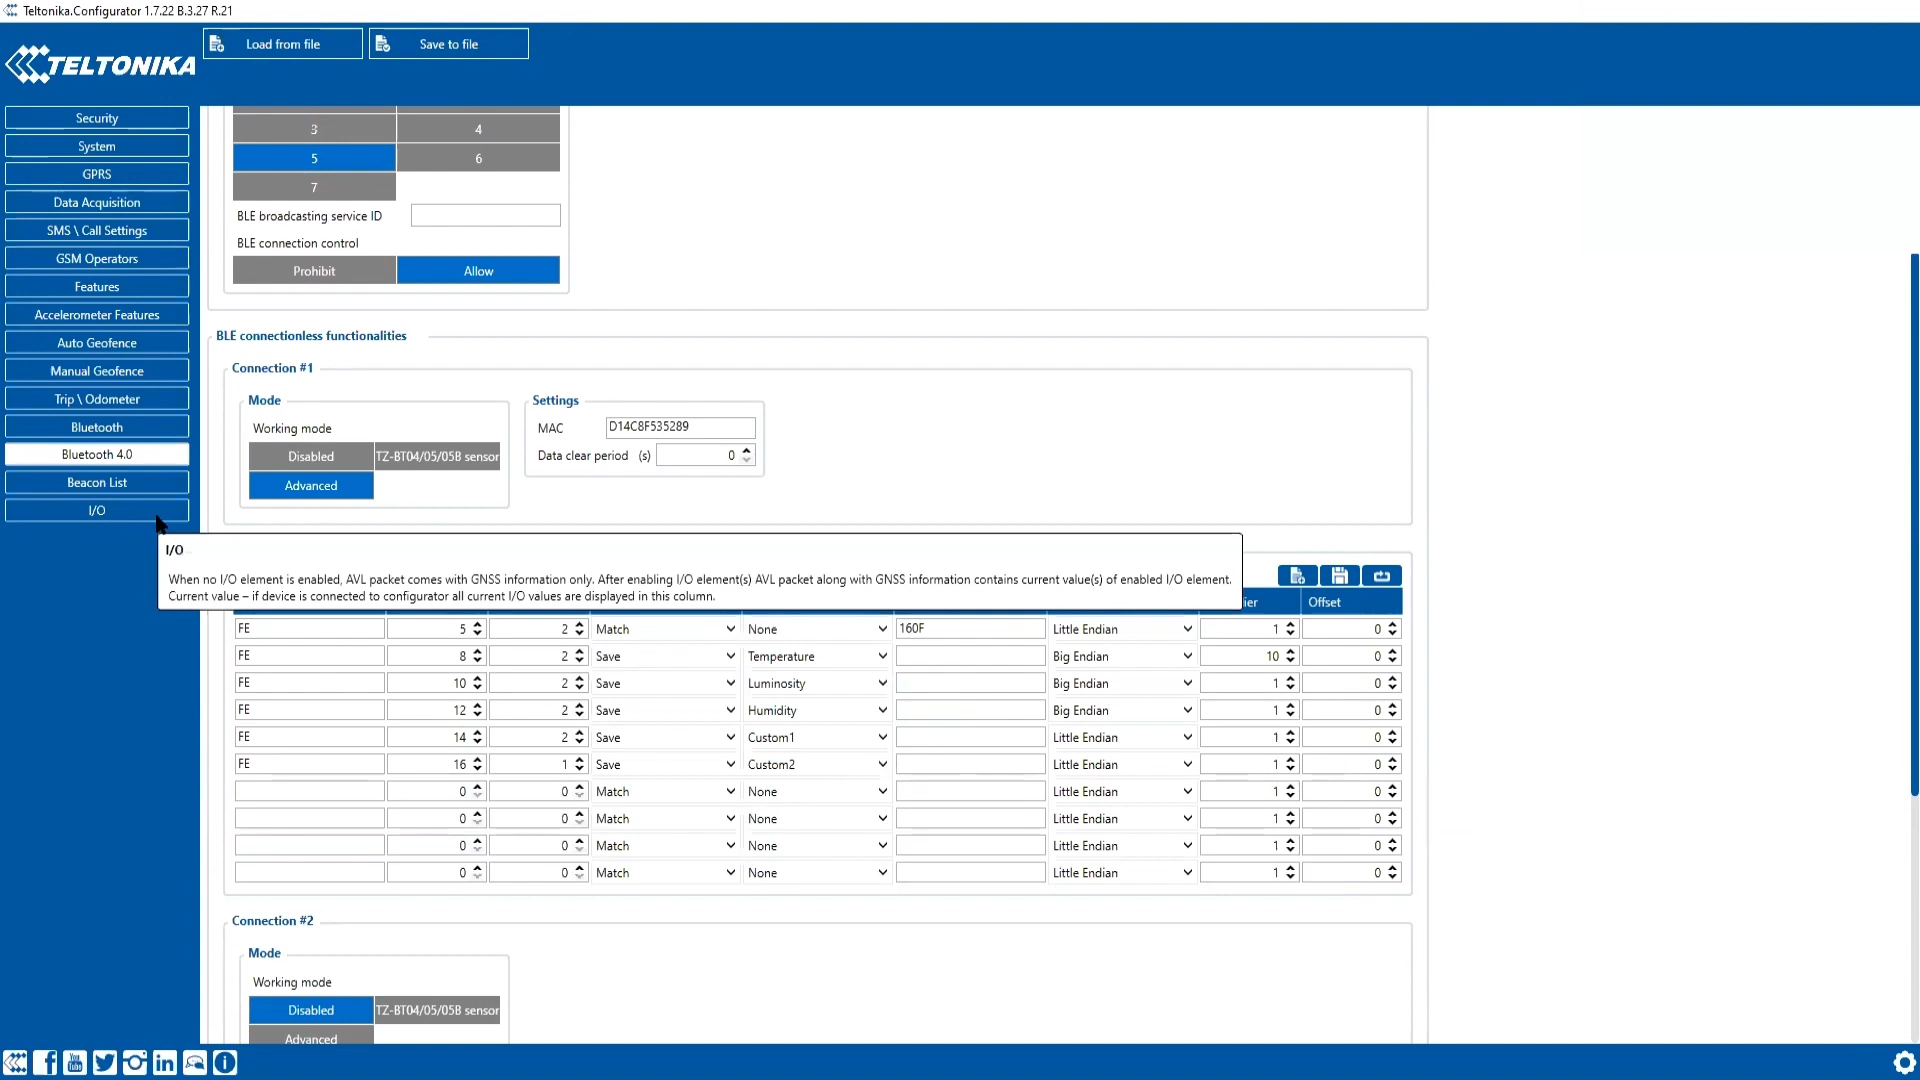 Teltonika.Configurator 1.7.22 B.3.27 R.21
TELTONIKA
Load from file
Save to file
Security
System
GPRS
Data Acquisition
SMS \ Call Settings
GSM Operators
Features
Accelerometer Features
Auto Geofence
Manual Geofence
Trip \ Odometer
Bluetooth
Bluetooth 4.0
Beacon List
I/O
3 4
5 6
7
BLE broadcasting service ID
BLE connection control
Prohibit Allow
BLE connectionless functionalities
Connection #1
Mode
Working mode
Disabled TZ-BT04/05/05B sensor
Advanced
Settings
MAC D14C8F535289
Data clear period (s) 0
I/O
When no I/O element is enabled, AVL packet comes with GNSS information only. After enabling I/O element(s) AVL packet along with GNSS information contains current value(s) of enabled I/O element.
Current value – if device is connected to configurator all current I/O values are displayed in this column.
ier Offset
FE 5 2 Match None 160F Little Endian 1 0
FE 8 2 Save Temperature Big Endian 10 0
FE 10 2 Save Luminosity Big Endian 1 0
FE 12 2 Save Humidity Big Endian 1 0
FE 14 2 Save Custom1 Little Endian 1 0
FE 16 1 Save Custom2 Little Endian 1 0
0 0 Match None Little Endian 1 0
0 0 Match None Little Endian 1 0
0 0 Match None Little Endian 1 0
0 0 Match None Little Endian 1 0
Connection #2
Mode
Working mode
Disabled TZ-BT04/05/05B sensor
Advanced
You Tube